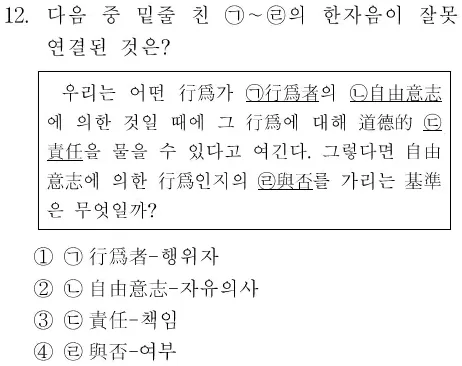 12. 다음 중 밑줄 친 ㉠~㉣의 한자음이 잘못
연결된 것은?
우리는 어떤 行爲가 ㉠行爲者의 ㉡自由意志
에 의한 것일 때에 그 行爲에 대해 道德的 ㉢
責任을 물을 수 있다고 여긴다. 그렇다면 自由
意志에 의한 行爲인지의 ㉣與否를 가리는 基準
은 무엇일까?
① ㉠ 行爲者-행위자
② ㉡ 自由意志-자유의사
③ ㉢ 責任-책임
④ ㉣ 與否-여부